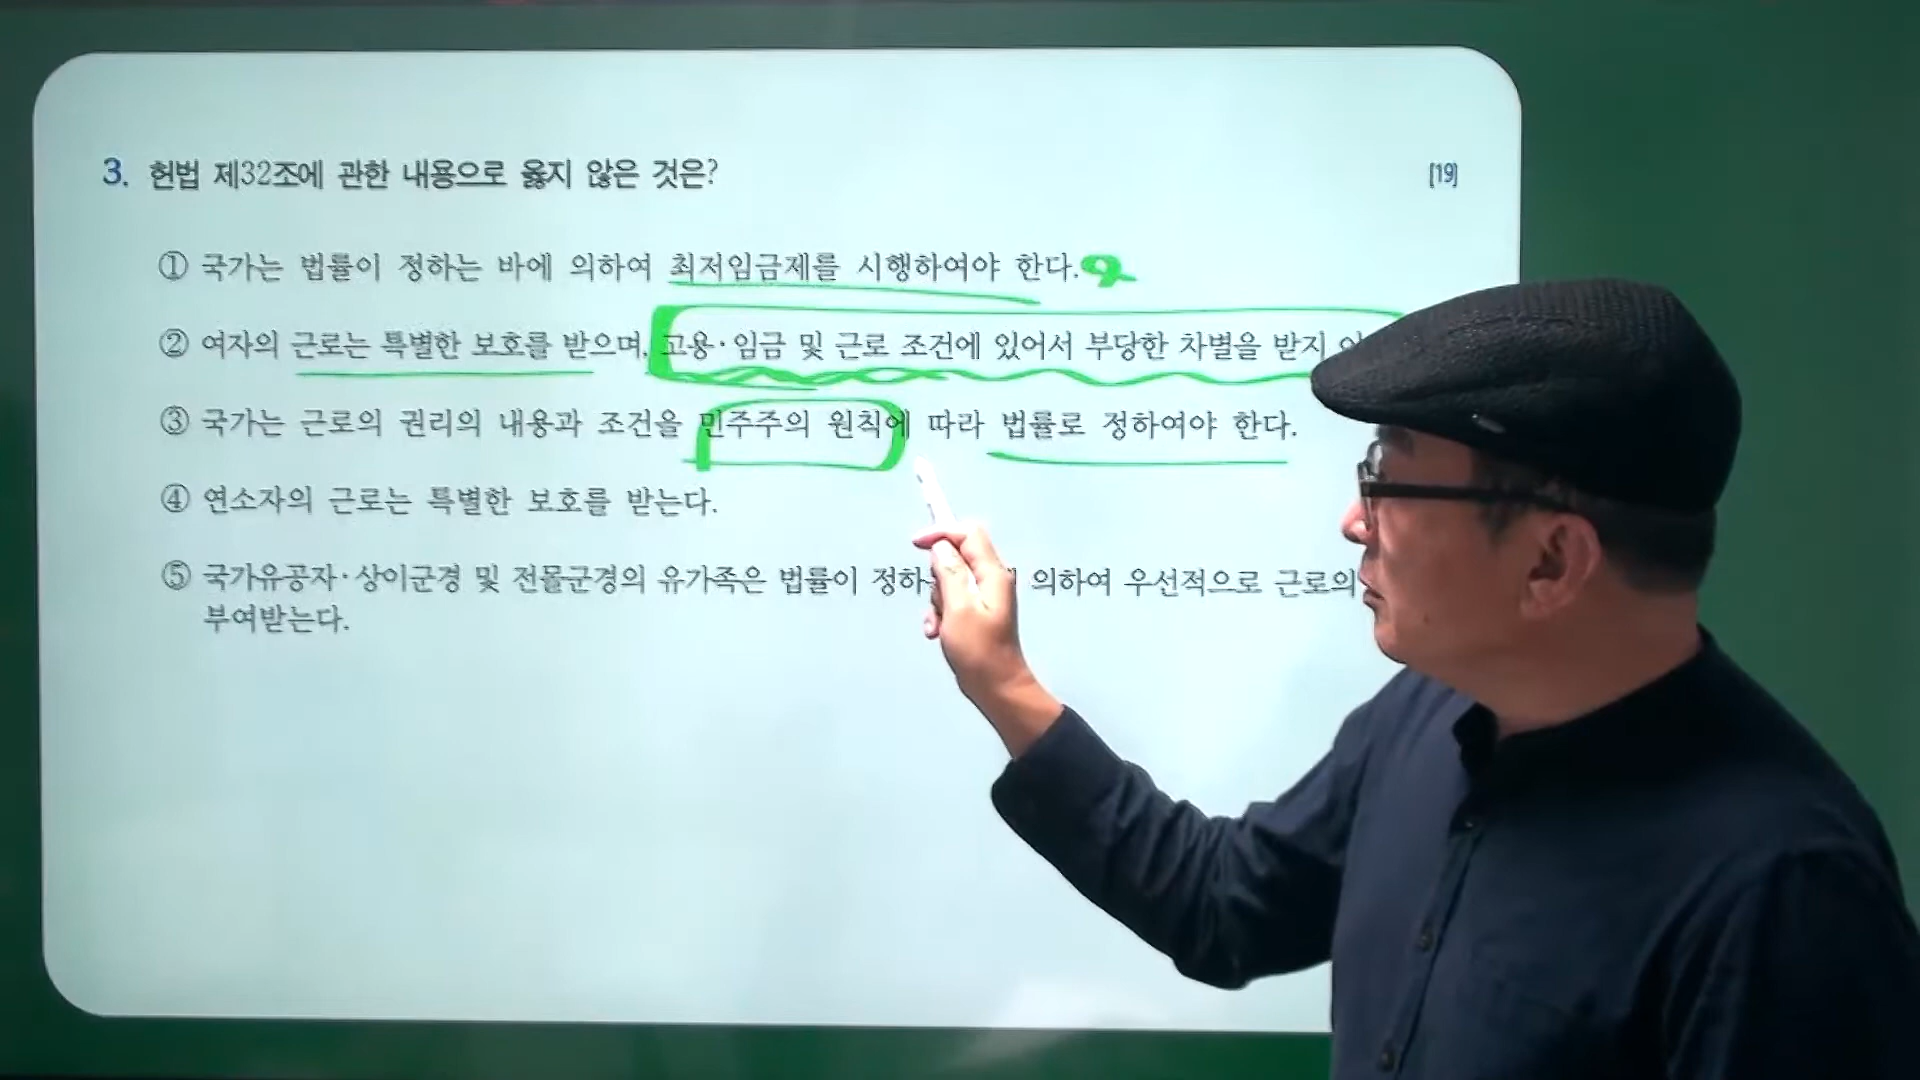 3. 헌법 제32조에 관한 내용으로 옳지 않은 것은? [19]
① 국가는 법률이 정하는 바에 의하여 최저임금제를 시행하여야 한다.
② 여자의 근로는 특별한 보호를 받으며, 고용·임금 및 근로 조건에 있어서 부당한 차별을 받지
③ 국가는 근로의 권리의 내용과 조건을 민주주의 원칙에 따라 법률로 정하여야 한다.
④ 연소자의 근로는 특별한 보호를 받는다.
⑤ 국가유공자·상이군경 및 전몰군경의 유가족은 법률이 정하 의하여 우선적으로 근로의
부여받는다.